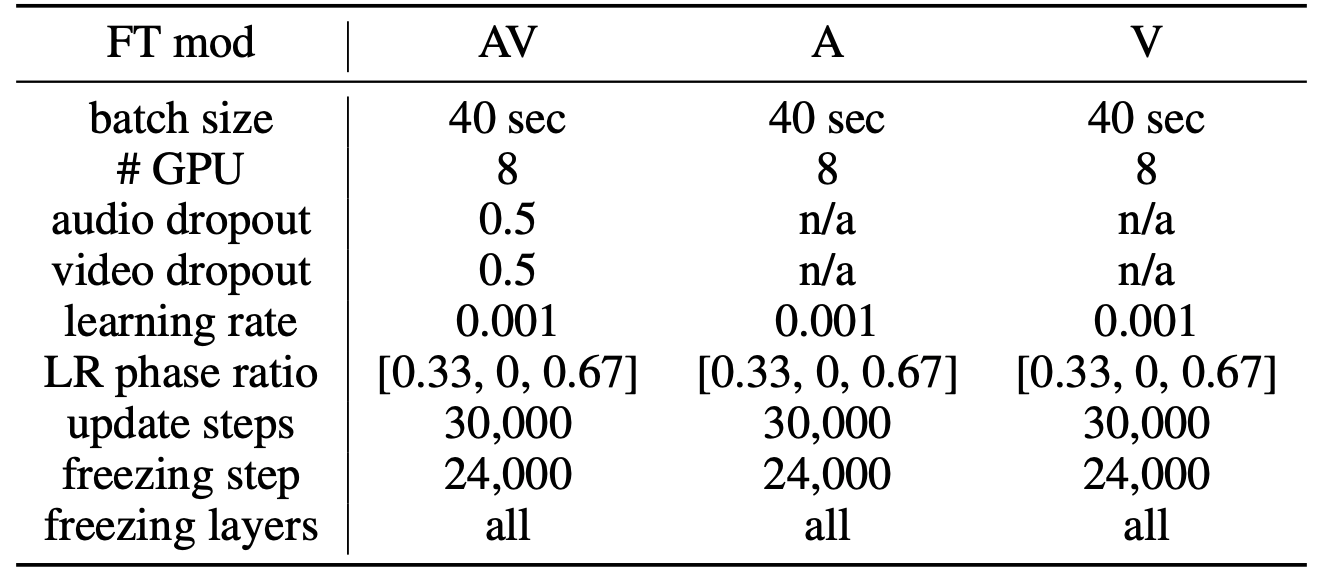 FT mod AV A V
batch size 40 sec 40 sec 40 sec
# GPU 8 8 8
audio dropout 0.5 n/a n/a
video dropout 0.5 n/a n/a
learning rate 0.001 0.001 0.001
LR phase ratio [0.33, 0, 0.67] [0.33, 0, 0.67] [0.33, 0, 0.67]
update steps 30,000 30,000 30,000
freezing step 24,000 24,000 24,000
freezing layers all all all